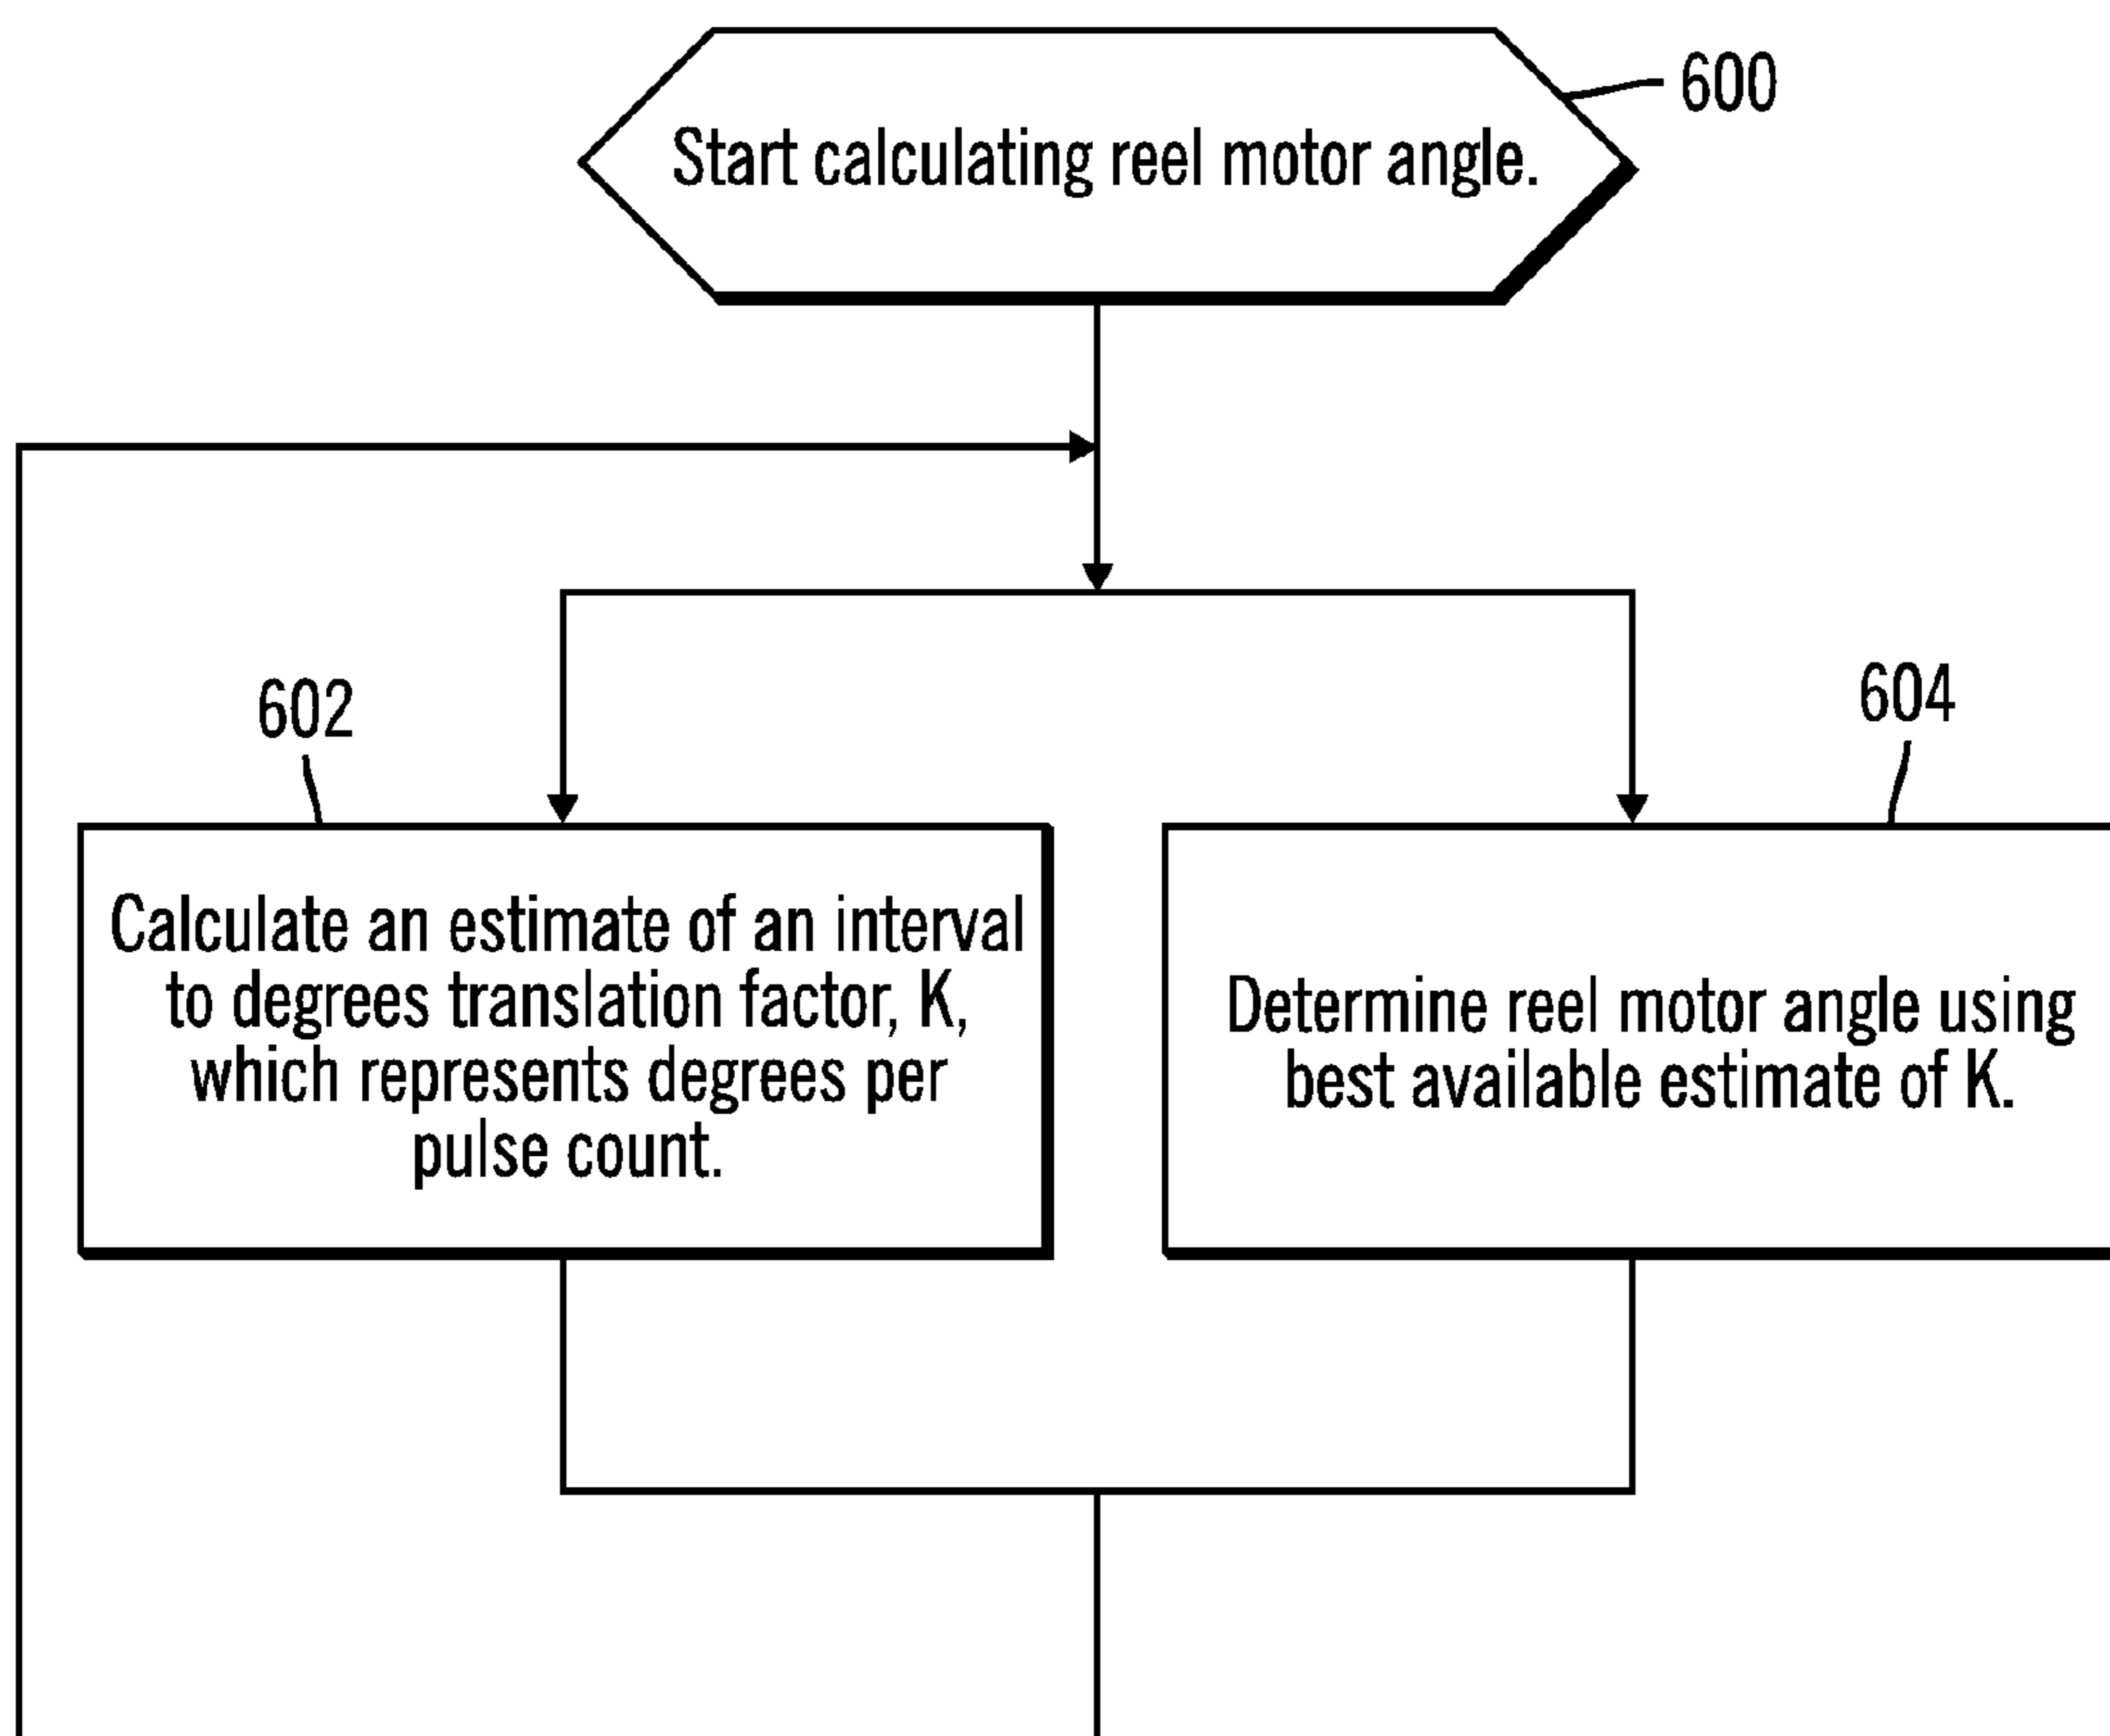 600
Start calculating reel motor angle.
602
604
Calculate an estimate of an interval
to degrees translation factor, K,
which represents degrees per
pulse count.
Determine reel motor angle using
best available estimate of K.